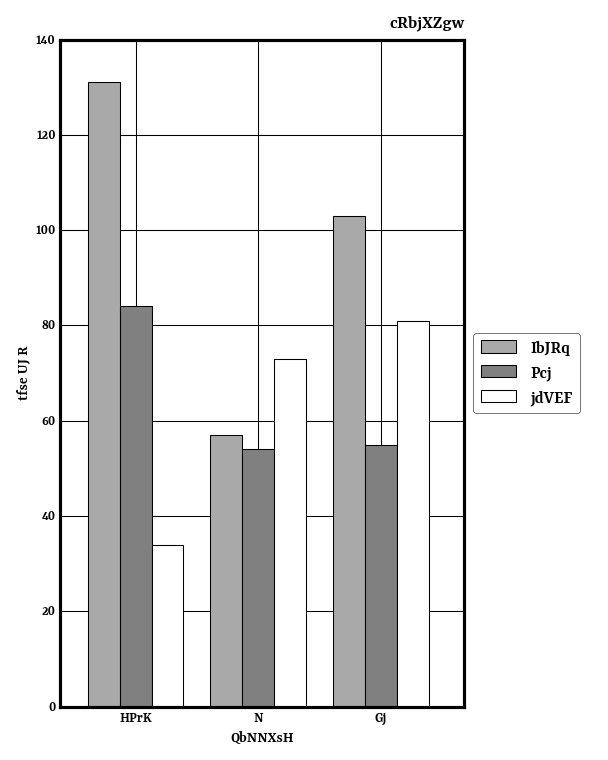 cRbjXZgw
140
120
100
80
60
40
20
0
tfse UJ R
HPrK N Gj
QbNNXsH
IbJRq
Pcj
jdVEF